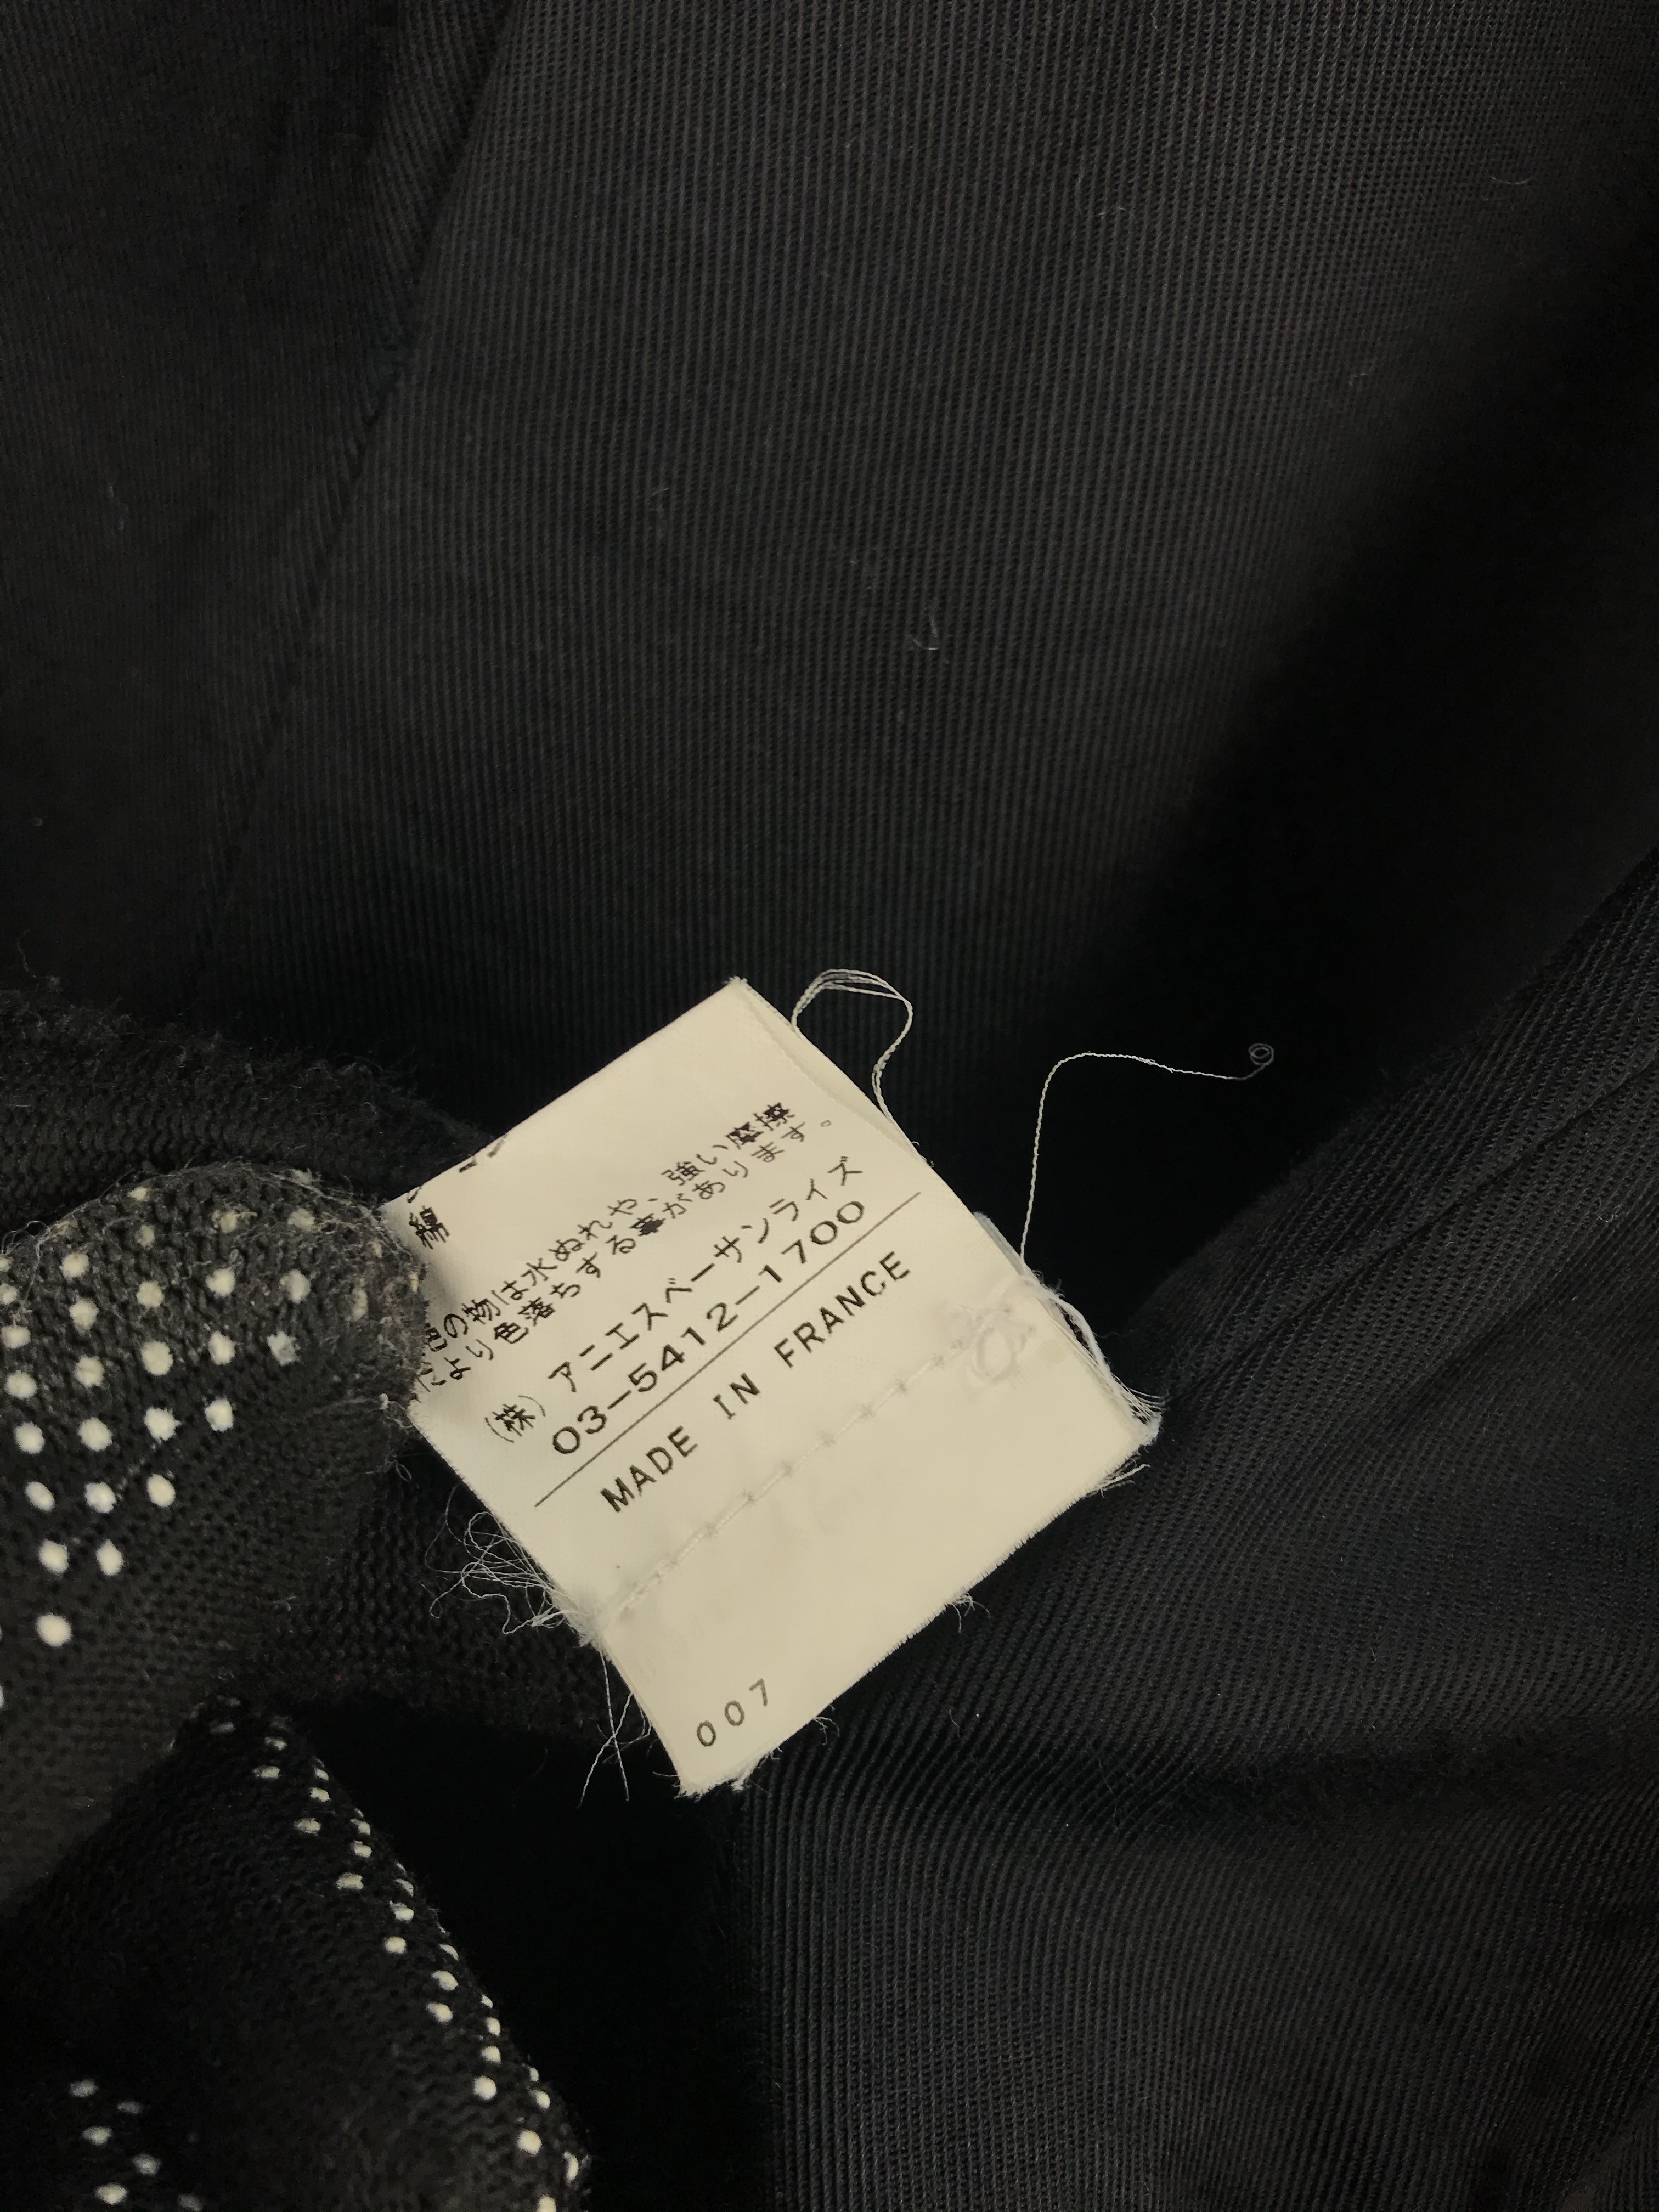 綿
色の物は水ぬれや、強い摩擦
により色落ちする事があります。
(株) アニエスベーサンライズ
03-5412-1700
MADE IN FRANCE
007